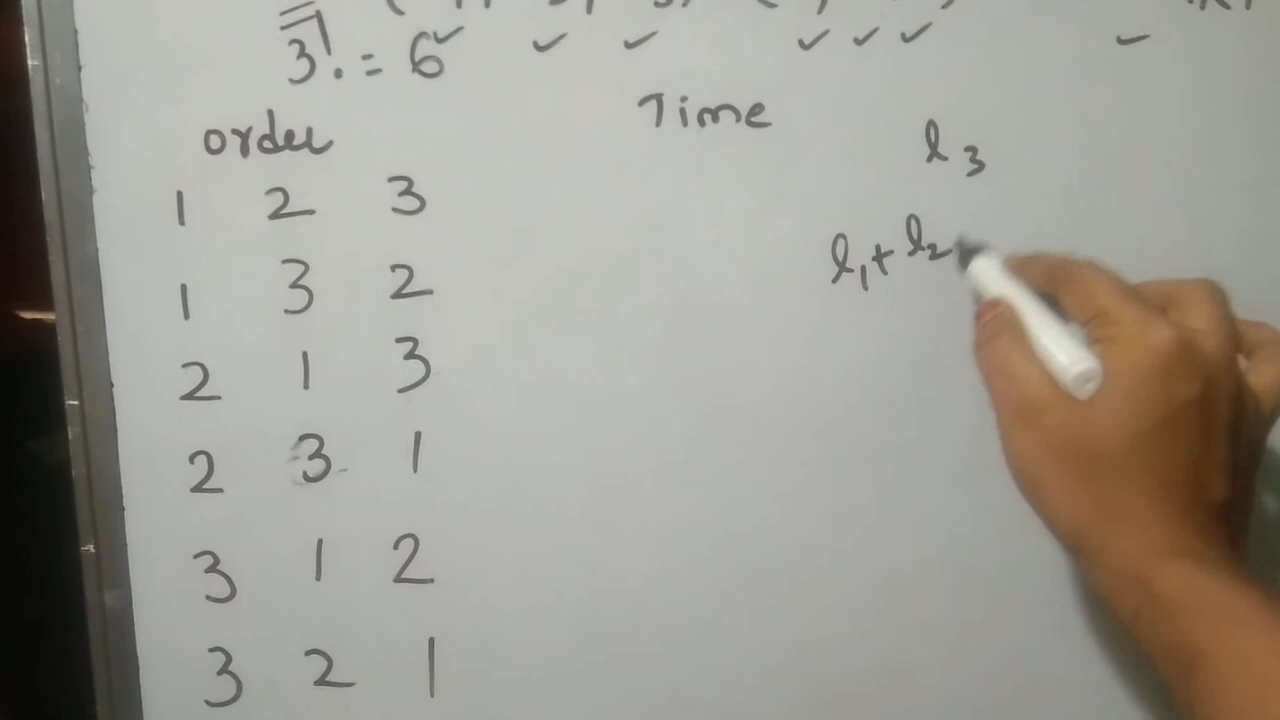 3! = 6
order Time
l3
1 2 3
l1 + l2
1 3 2
2 1 3
2 3 1
3 1 2
3 2 1